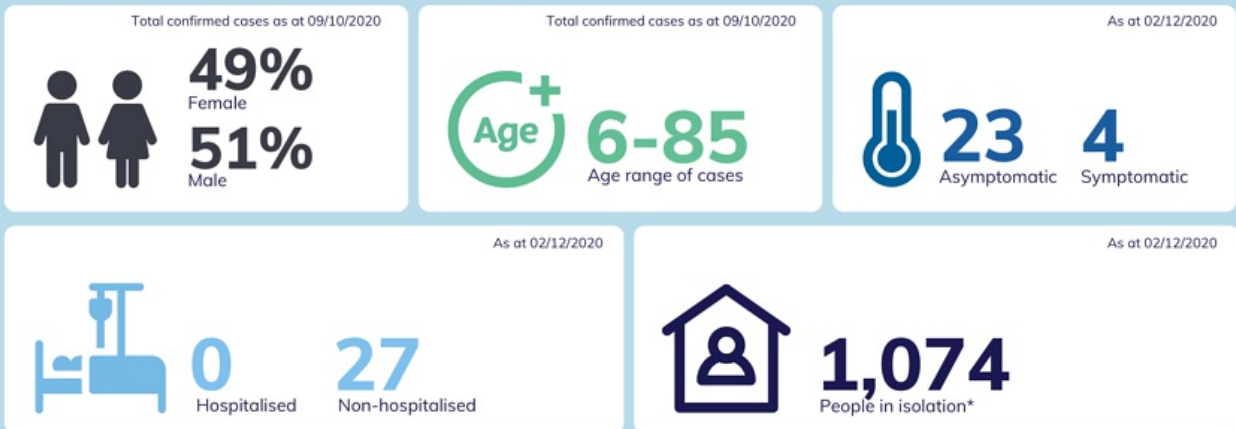 Total confirmed cases as at 09/10/2020
49%
Female
51%
Male
Total confirmed cases as at 09/10/2020
Age
6-85
Age range of cases
As at 02/12/2020
23 4
Asymptomatic Symptomatic
As at 02/12/2020
0 27
Hospitalised Non-hospitalised
As at 02/12/2020
1,074
People in isolation*